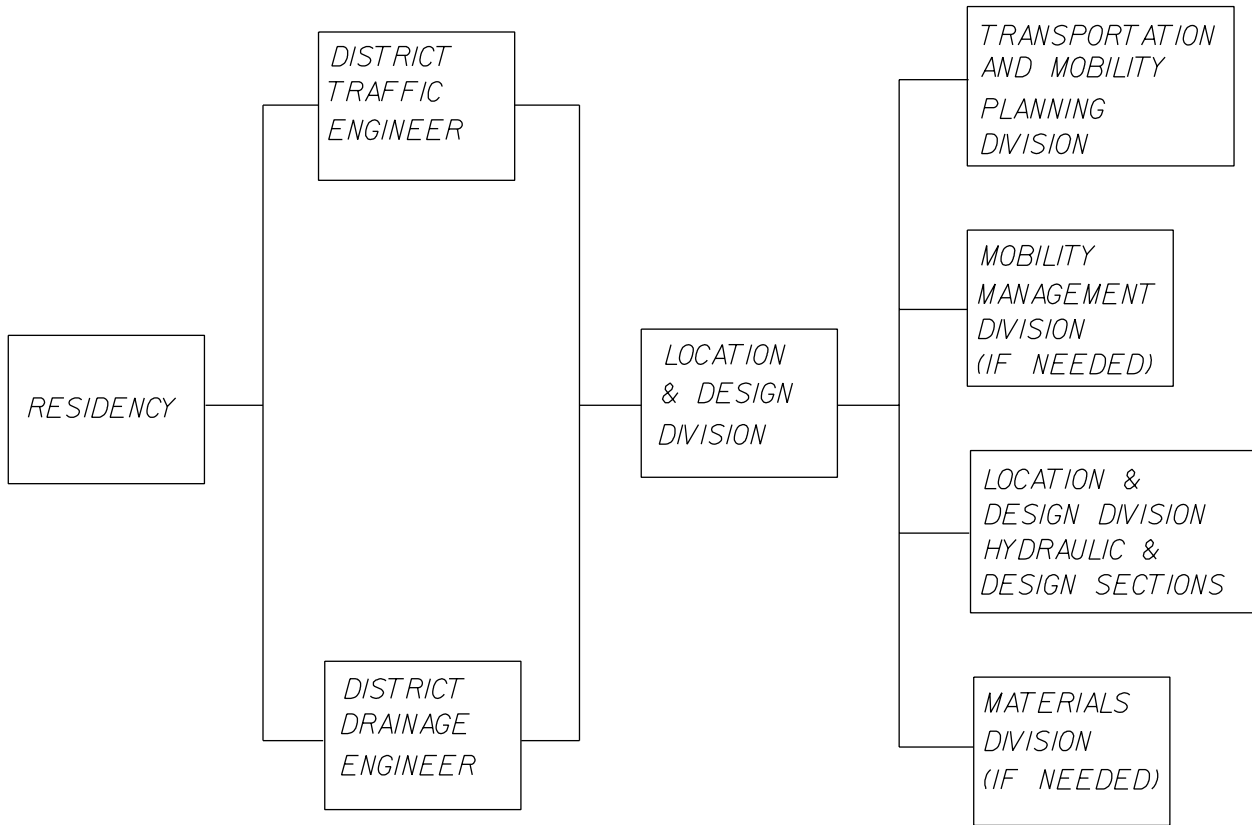 RESIDENCY
DISTRICT
TRAFFIC
ENGINEER
DISTRICT
DRAINAGE
ENGINEER
LOCATION
& DESIGN
DIVISION
TRANSPORTATION
AND MOBILITY
PLANNING
DIVISION
MOBILITY
MANAGEMENT
DIVISION
(IF NEEDED)
LOCATION &
DESIGN DIVISION
HYDRAULIC &
DESIGN SECTIONS
MATERIALS
DIVISION
(IF NEEDED)